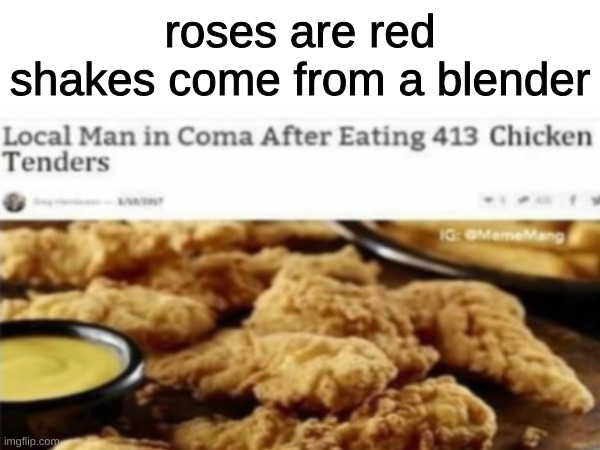 roses are red
shakes come from a blender
Local Man in Coma After Eating 413 Chicken
Tenders
IG: @MemeMang
imgflip.com